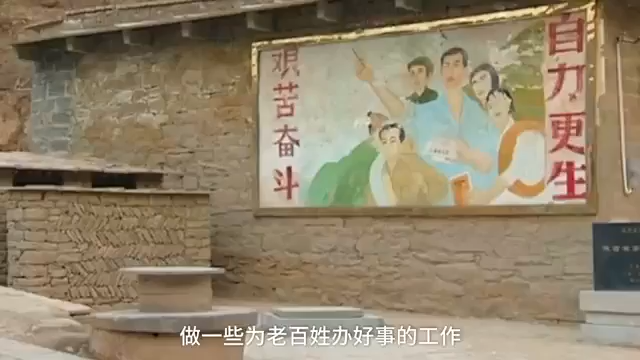 自力更生
艰苦奋斗
做一些为老百姓办好事的工作